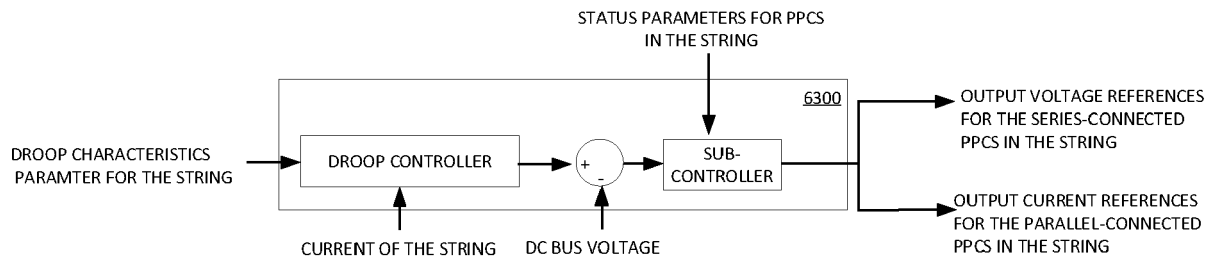 STATUS PARAMETERS FOR PPCS
IN THE STRING
6300
DROOP CHARACTERISTICS
PARAMTER FOR THE STRING
DROOP CONTROLLER
+
-
SUB-
CONTROLLER
OUTPUT VOLTAGE REFERENCES
FOR THE SERIES-CONNECTED
PPCS IN THE STRING
OUTPUT CURRENT REFERENCES
FOR THE PARALLEL-CONNECTED
PPCS IN THE STRING
CURRENT OF THE STRING
DC BUS VOLTAGE